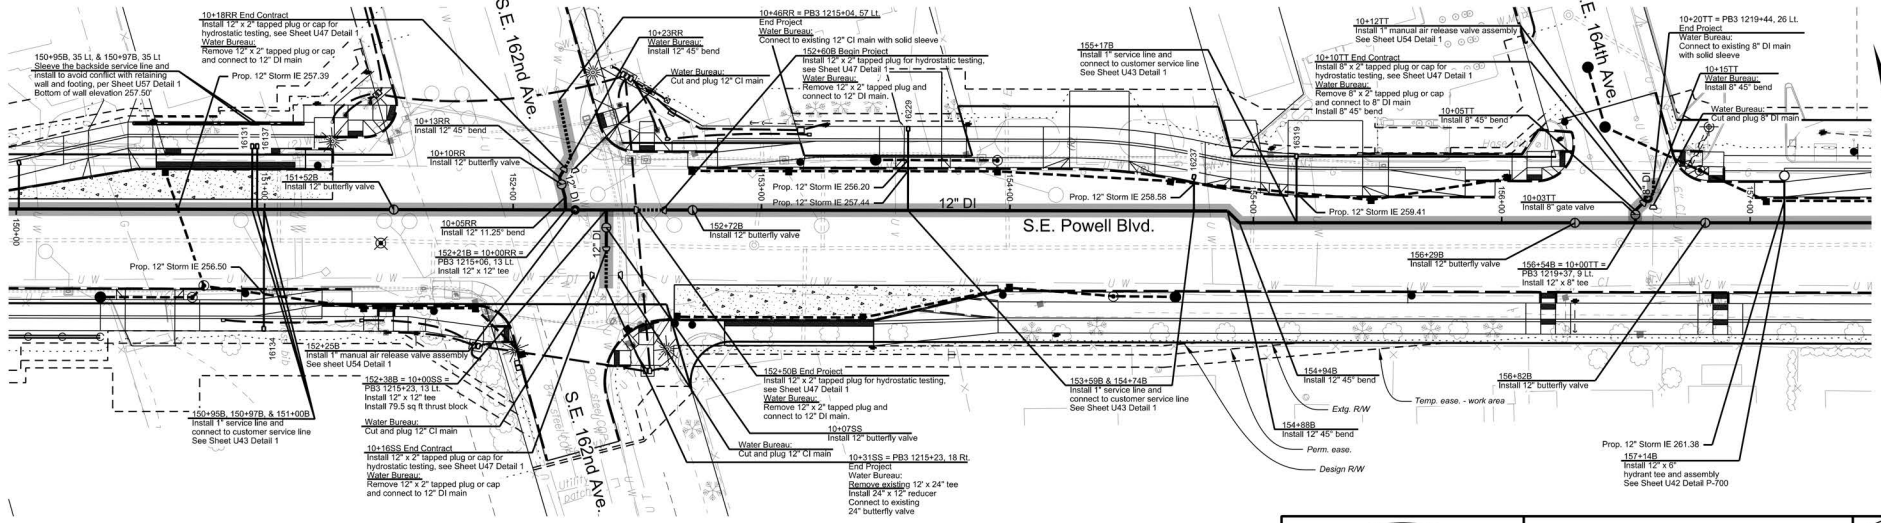 10+18RR End Contract
Install 12" x 2" tapped plug or cap for
hydrostatic testing, see Sheet U47 Detail 1
Water Bureau:
Remove 12" x 2" tapped plug or cap
and connect to 12" DI main
150+95B, 35 Lt, & 150+97B, 35 Lt
Sleeve the backside service line and
install to avoid conflict with retaining
wall and footing, per Sheet U57 Detail 1
Bottom of wall elevation 257.50'
Prop. 12" Storm IE 257.39
S.E. 162nd Ave.
10+46RR = PB3 1215+04, 57 Lt.
End Project
Water Bureau:
Connect to existing 12" CI main with solid sleeve
10+23RR
Water Bureau:
Install 12" 45° bend
Water Bureau:
Cut and plug 12" CI main
152+60B Begin Project
Install 12" x 2" tapped plug for hydrostatic testing,
see Sheet U47 Detail 1
Water Bureau:
Remove 12" x 2" tapped plug and
connect to 12" DI main.
155+17B
Install 1" service line and
connect to customer service line
See Sheet U43 Detail 1
10+12TT
Install 1" manual air release valve assembly
See Sheet U54 Detail 1
10+10TT End Contract
Install 8" x 2" tapped plug or cap for
hydrostatic testing, see Sheet U47 Detail 1
Water Bureau:
Remove 8" x 2" tapped plug or cap
and connect to 8" DI main
Install 8" 45° bend
10+05TT
Install 8" 45° bend
S.E. 164th Ave.
10+20TT = PB3 1219+44, 26 Lt.
End Project
Water Bureau:
Connect to existing 8" DI main
with solid sleeve
10+15TT
Water Bureau:
Install 8" 45° bend
Water Bureau:
Cut and plug 8" DI main
10+13RR
Install 12" 45° bend
10+10RR
Install 12" butterfly valve
16131
16137
16229
16237
16319
151+52B
Install 12" butterfly valve
150+00
151+00
152+00
153+00
154+00
155+00
156+00
157+00
12" DI
Prop. 12" Storm IE 256.20
Prop. 12" Storm IE 257.44
12" DI
Prop. 12" Storm IE 258.58
Prop. 12" Storm IE 259.41
10+03TT
Install 8" gate valve
8" DI
10+05RR
Install 12" 11.25° bend
152+72B
Install 12" butterfly valve
S.E. Powell Blvd.
12" DI
152+21B = 10+00RR =
PB3 1215+06, 13 Lt.
Install 12" x 12" tee
Prop. 12" Storm IE 256.50
156+29B
Install 12" butterfly valve
156+54B = 10+00TT =
PB3 1219+37, 9 Lt.
Install 12" x 8" tee
16134
152+25B
Install 1" manual air release valve assembly
See sheet U54 Detail 1
152+38B = 10+00SS =
PB3 1215+23, 13 Lt.
Install 12" x 12" tee
Install 79.5 sq ft thrust block
Water Bureau:
Cut and plug 12" CI main
10+16SS End Contract
Install 12" x 2" tapped plug or cap for
hydrostatic testing, see Sheet U47 Detail 1
Water Bureau:
Remove 12" x 2" tapped plug or cap
and connect to 12" DI main
150+95B, 150+97B, & 151+00B
Install 1" service line and
connect to customer service line
See Sheet U43 Detail 1
S.E. 162nd Ave.
Utility
patch
152+50B End Project
Install 12" x 2" tapped plug for hydrostatic testing,
see Sheet U47 Detail 1
Water Bureau:
Remove 12" x 2" tapped plug and
connect to 12" DI main.
10+07SS
Install 12" butterfly valve
Water Bureau:
Cut and plug 12" CI main
10+31SS = PB3 1215+23, 18 Rt.
End Project
Water Bureau:
Remove existing 12' x 24" tee
Install 24" x 12" reducer
Connect to existing
24" butterfly valve
153+59B & 154+74B
Install 1" service line and
connect to customer service line
See Sheet U43 Detail 1
154+94B
Install 12" 45° bend
Extg. R/W
Temp. ease. - work area
154+88B
Install 12" 45° bend
Perm. ease.
Design R/W
156+82B
Install 12" butterfly valve
Prop. 12" Storm IE 261.38
157+14B
Install 12" x 6"
hydrant tee and assembly
See Sheet U42 Detail P-700